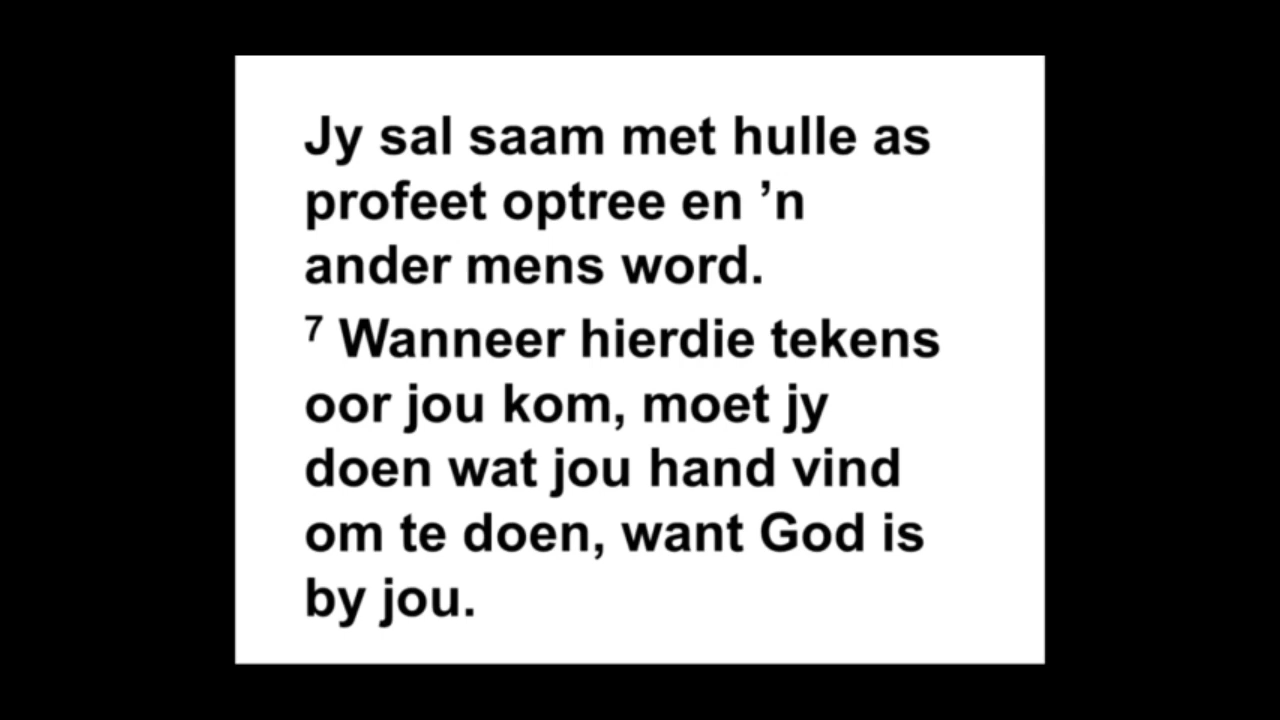 Jy sal saam met hulle as
profeet optree en ’n
ander mens word.
⁷ Wanneer hierdie tekens
oor jou kom, moet jy
doen wat jou hand vind
om te doen, want God is
by jou.